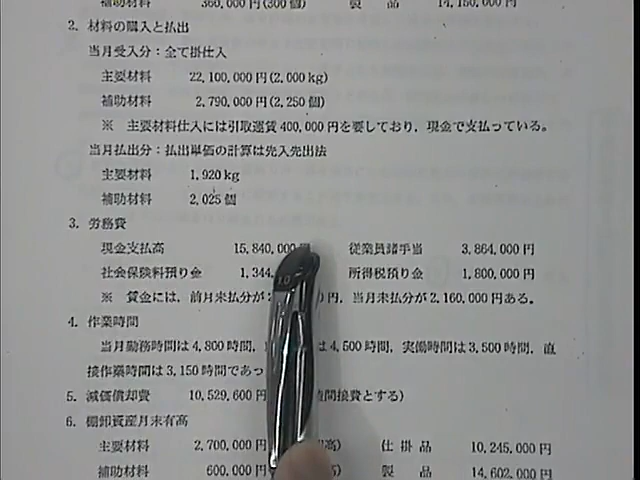 補助材料 360,000円(300個) 製品 14,150,000円
2. 材料の購入と払出
当月受入分：全て掛仕入
主要材料 22,100,000円(2,000kg)
補助材料 2,790,000円(2,250個)
※ 主要材料仕入には引取運賃400,000円を要しており，現金で支払っている。
当月払出分：払出単価の計算は先入先出法
主要材料 1,920kg
補助材料 2,025個
3. 労務費
現金支払高 15,840,000円 従業員諸手当 3,864,000円
社会保険料預り金 1,344 所得税預り金 1,800,000円
※ 賃金には，前月未払分が 円，当月未払分が2,160,000円ある。
4. 作業時間
当月勤務時間は4,800時間， は4,500時間，実働時間は3,500時間，直
接作業時間は3,150時間であっ
5. 減価償却費 10,529,600円 間接費とする)
6. 棚卸資産月末有高
主要材料 2,700,000円 高) 仕掛品 10,245,000円
補助材料 600,000円 製品 14,602,000円